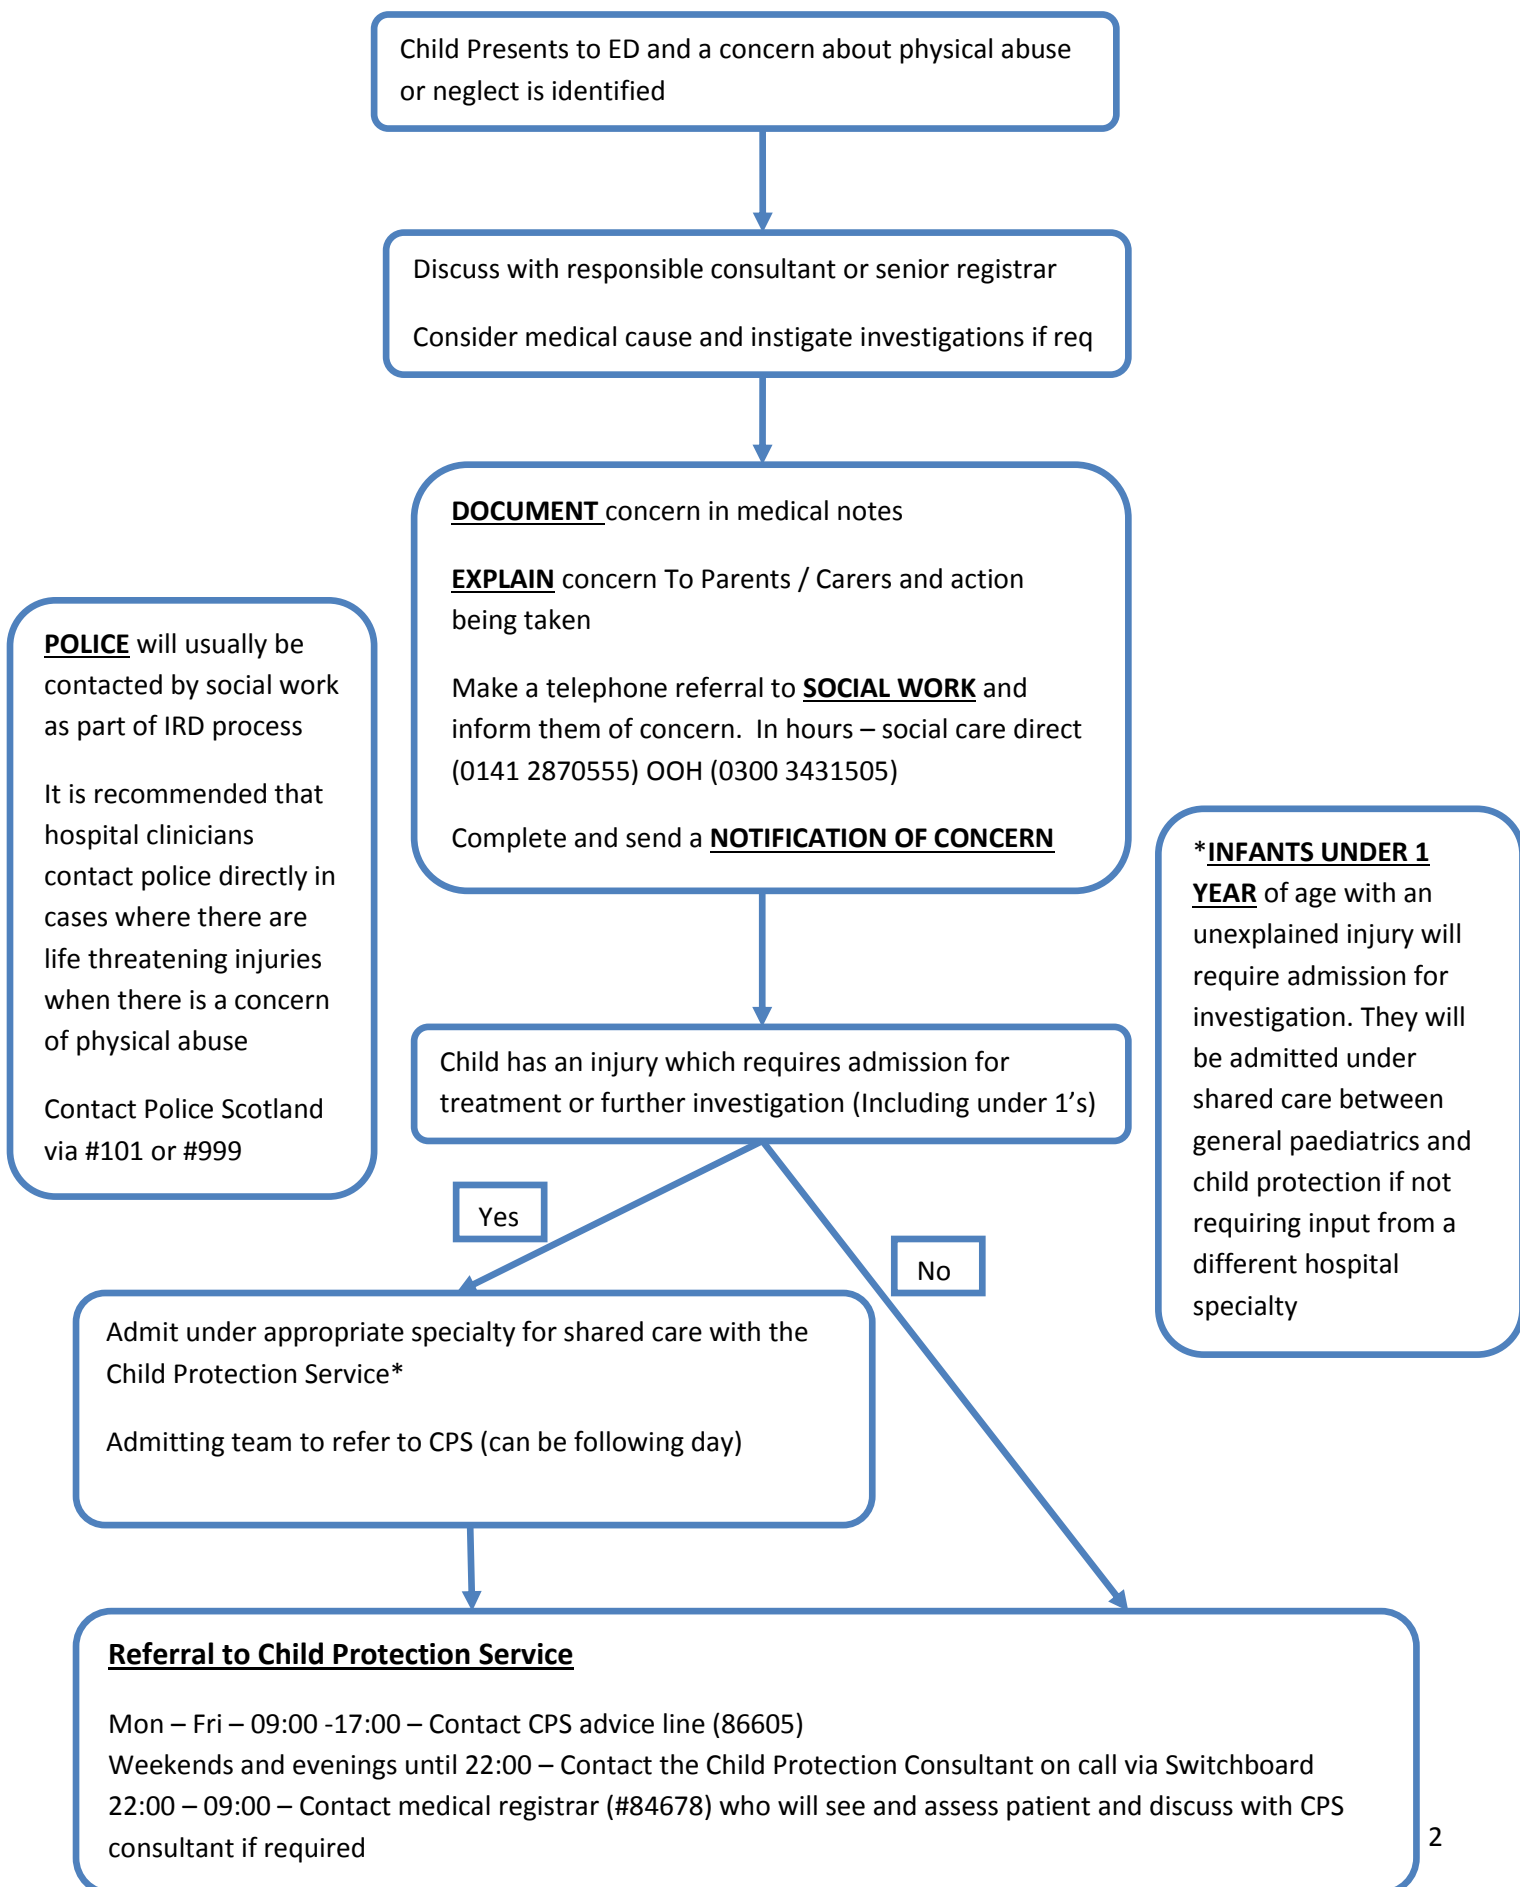 Child Presents to ED and a concern about physical abuse
or neglect is identified
Discuss with responsible consultant or senior registrar
Consider medical cause and instigate investigations if req
DOCUMENT concern in medical notes
EXPLAIN concern To Parents / Carers and action
being taken
Make a telephone referral to SOCIAL WORK and
inform them of concern.  In hours – social care direct
(0141 2870555) OOH (0300 3431505)
Complete and send a NOTIFICATION OF CONCERN
POLICE will usually be
contacted by social work
as part of IRD process
It is recommended that
hospital clinicians
contact police directly in
cases where there are
life threatening injuries
when there is a concern
of physical abuse
Contact Police Scotland
via #101 or #999
*INFANTS UNDER 1
YEAR of age with an
unexplained injury will
require admission for
investigation. They will
be admitted under
shared care between
general paediatrics and
child protection if not
requiring input from a
different hospital
specialty
Child has an injury which requires admission for
treatment or further investigation (Including under 1’s)
Yes
No
Admit under appropriate specialty for shared care with the
Child Protection Service*
Admitting team to refer to CPS (can be following day)
Referral to Child Protection Service
Mon – Fri – 09:00 -17:00 – Contact CPS advice line (86605)
Weekends and evenings until 22:00 – Contact the Child Protection Consultant on call via Switchboard
22:00 – 09:00 – Contact medical registrar (#84678) who will see and assess patient and discuss with CPS
consultant if required
2